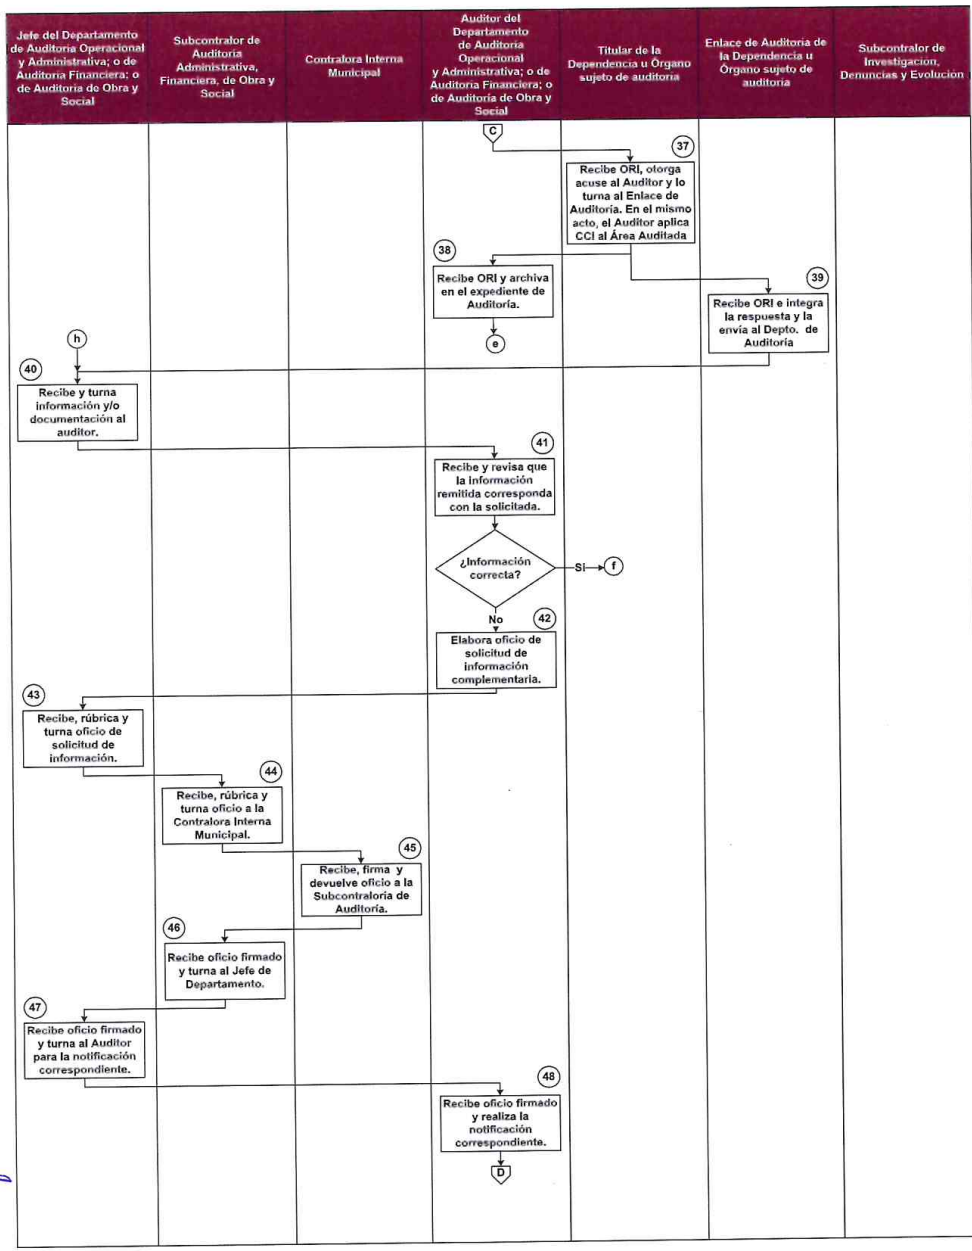 Jefe del Departamento
de Auditoría Operacional
y Administrativa; o de
Auditoría Financiera; o
de Auditoría de Obra y
Social
Subcontralor de
Auditoría
Administrativa,
Financiera, de Obra y
Social
Contralora Interna
Municipal
Auditor del
Departamento
de Auditoría
Operacional
y Administrativa; o de
Auditoría Financiera; o
de Auditoría de Obra y
Social
Titular de la
Dependencia u Órgano
sujeto de auditoría
Enlace de Auditoría de
la Dependencia u
Órgano sujeto de
auditoría
Subcontralor de
Investigación,
Denuncias y Evolución
C
37
Recibe ORI, otorga
acuse al Auditor y lo
turna al Enlace de
Auditoría. En el mismo
acto, el Auditor aplica
CCI al Área Auditada
38
Recibe ORI y archiva
en el expediente de
Auditoría.
e
39
Recibe ORI e integra
la respuesta y la
envía al Depto. de
Auditoría
h
40
Recibe y turna
información y/o
documentación al
auditor.
41
Recibe y revisa que
la información
remitida corresponda
con la solicitada.
¿Información
correcta?
Si
f
No
42
Elabora oficio de
solicitud de
información
complementaria.
43
Recibe, rúbrica y
turna oficio de
solicitud de
información.
44
Recibe, rúbrica y
turna oficio a la
Contralora Interna
Municipal.
45
Recibe, firma y
devuelve oficio a la
Subcontraloría de
Auditoría.
46
Recibe oficio firmado
y turna al Jefe de
Departamento.
47
Recibe oficio firmado
y turna al Auditor
para la notificación
correspondiente.
48
Recibe oficio firmado
y realiza la
notificación
correspondiente.
D